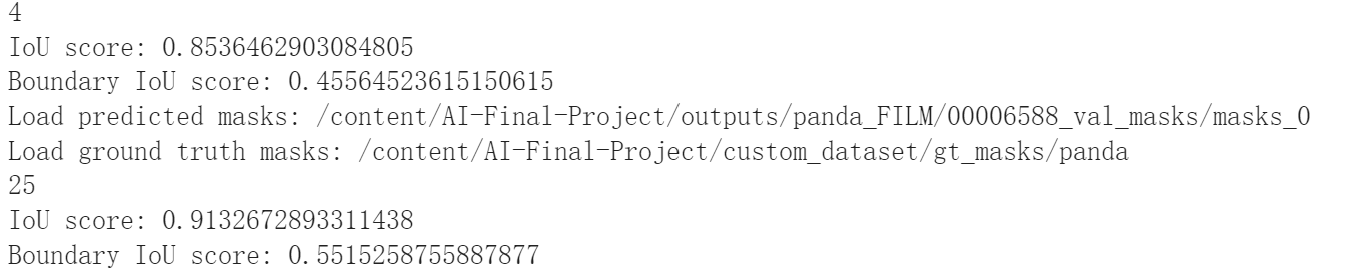 4
IoU score: 0.8536462903084805
Boundary IoU score: 0.45564523615150615
Load predicted masks: /content/AI-Final-Project/outputs/panda_FILM/00006588_val_masks/masks_0
Load ground truth masks: /content/AI-Final-Project/custom_dataset/gt_masks/panda
25
IoU score: 0.9132672893311438
Boundary IoU score: 0.5515258755887877